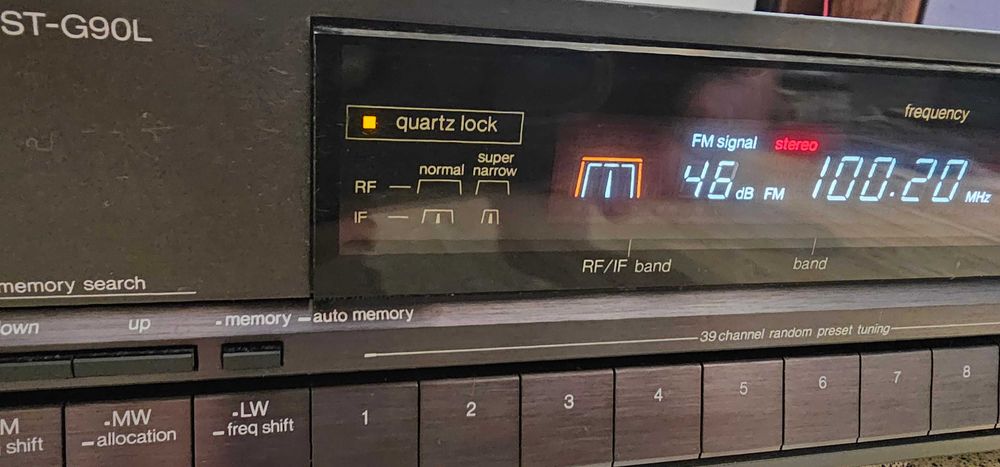 ST-G90L
quartz lock
frequency
FM signal stereo
46 dB FM 100.20 MHz
normal super narrow
RF
IF
RF/IF band
band
memory search
up
memory
auto memory
39 channel random preset tuning
MW
allocation
LW
freq shift
shift
1 2 3 4 5 6 7 8